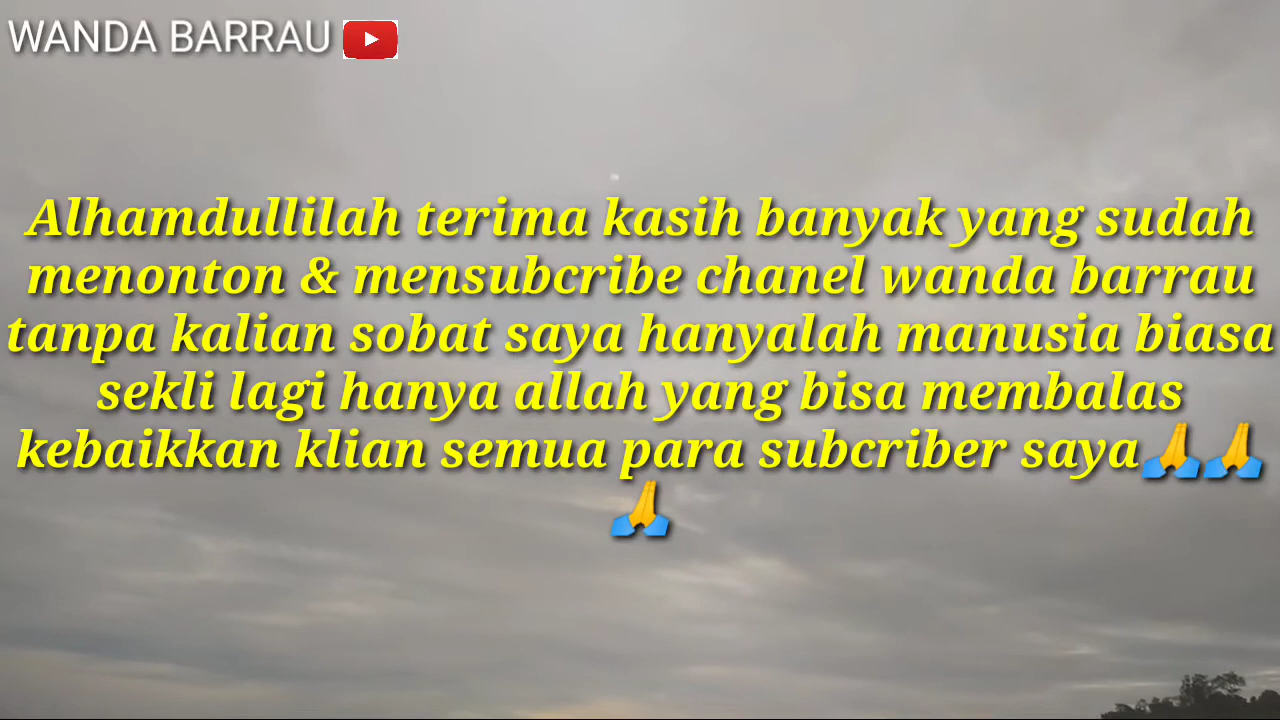 WANDA BARRAU
Alhamdullilah terima kasih banyak yang sudah
menonton & mensubcribe chanel wanda barrau
tanpa kalian sobat saya hanyalah manusia biasa
sekli lagi hanya allah yang bisa membalas
kebaikkan klian semua para subcriber saya🙏🙏
🙏